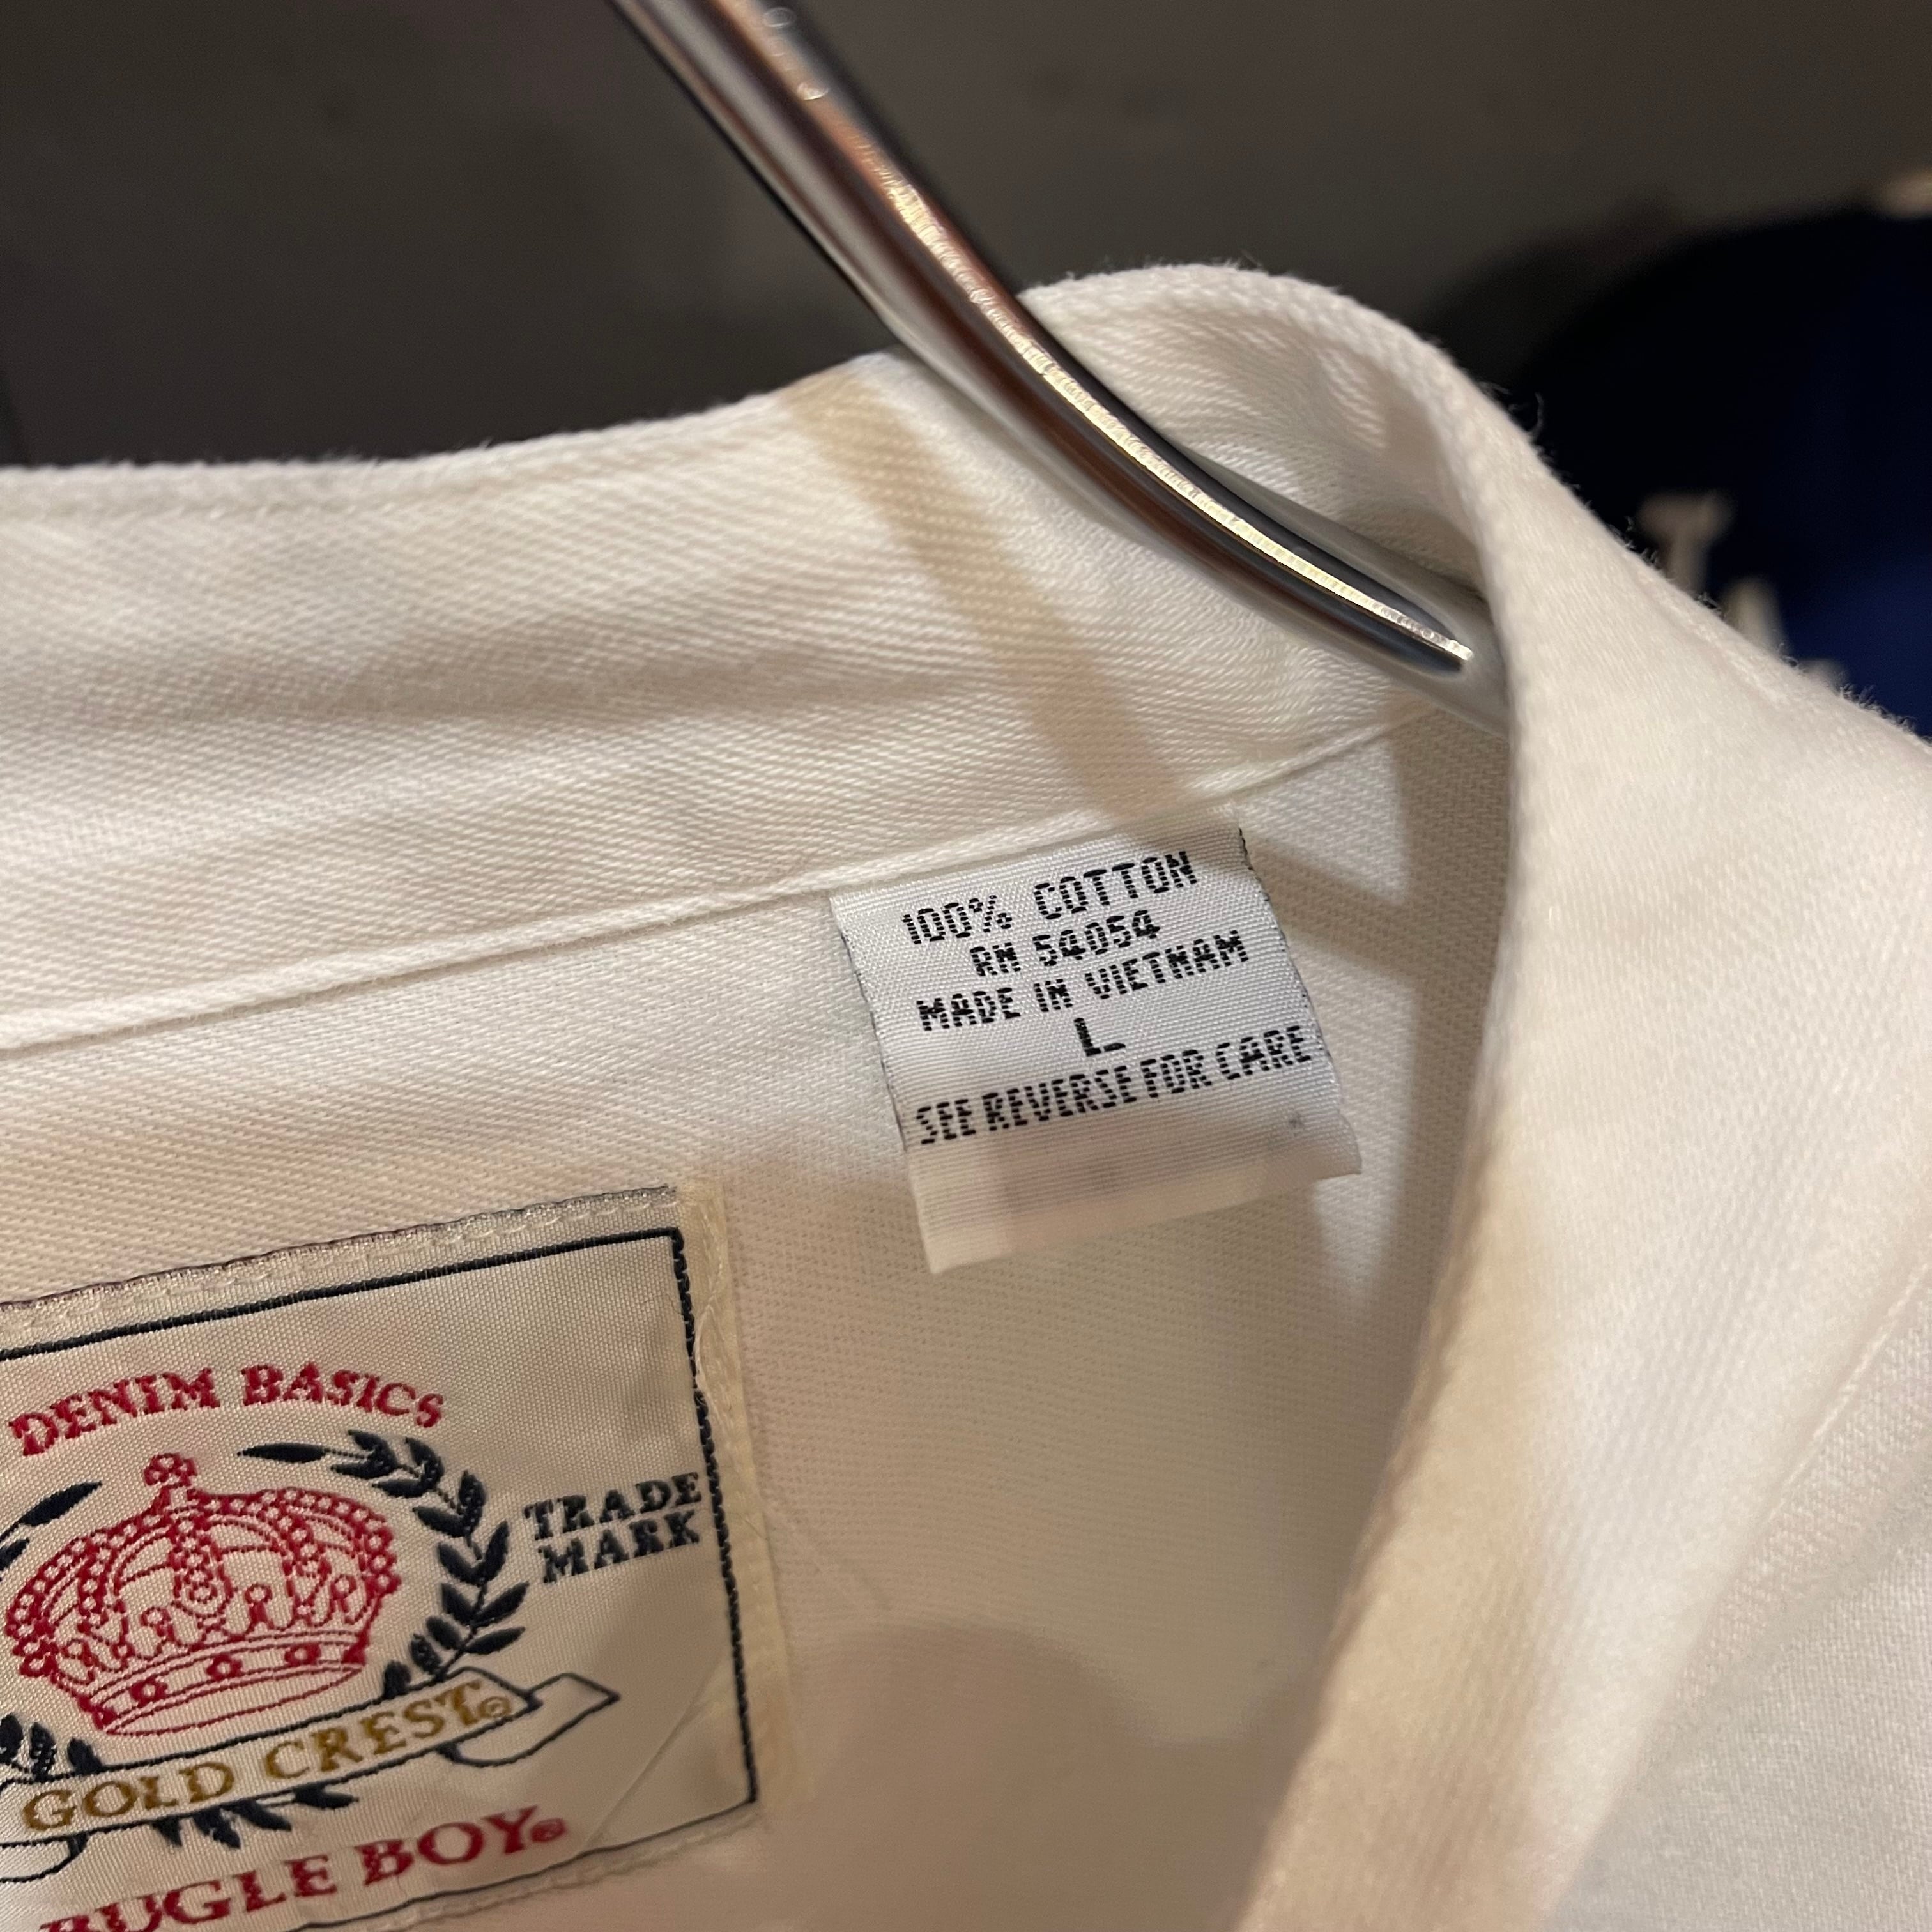 100% COTTON
RN 54054
MADE IN VIETNAM
L
SEE REVERSE FOR CARE
DENIM BASICS
TRADE
MARK
GOLD CREST®
BUGLE BOY®